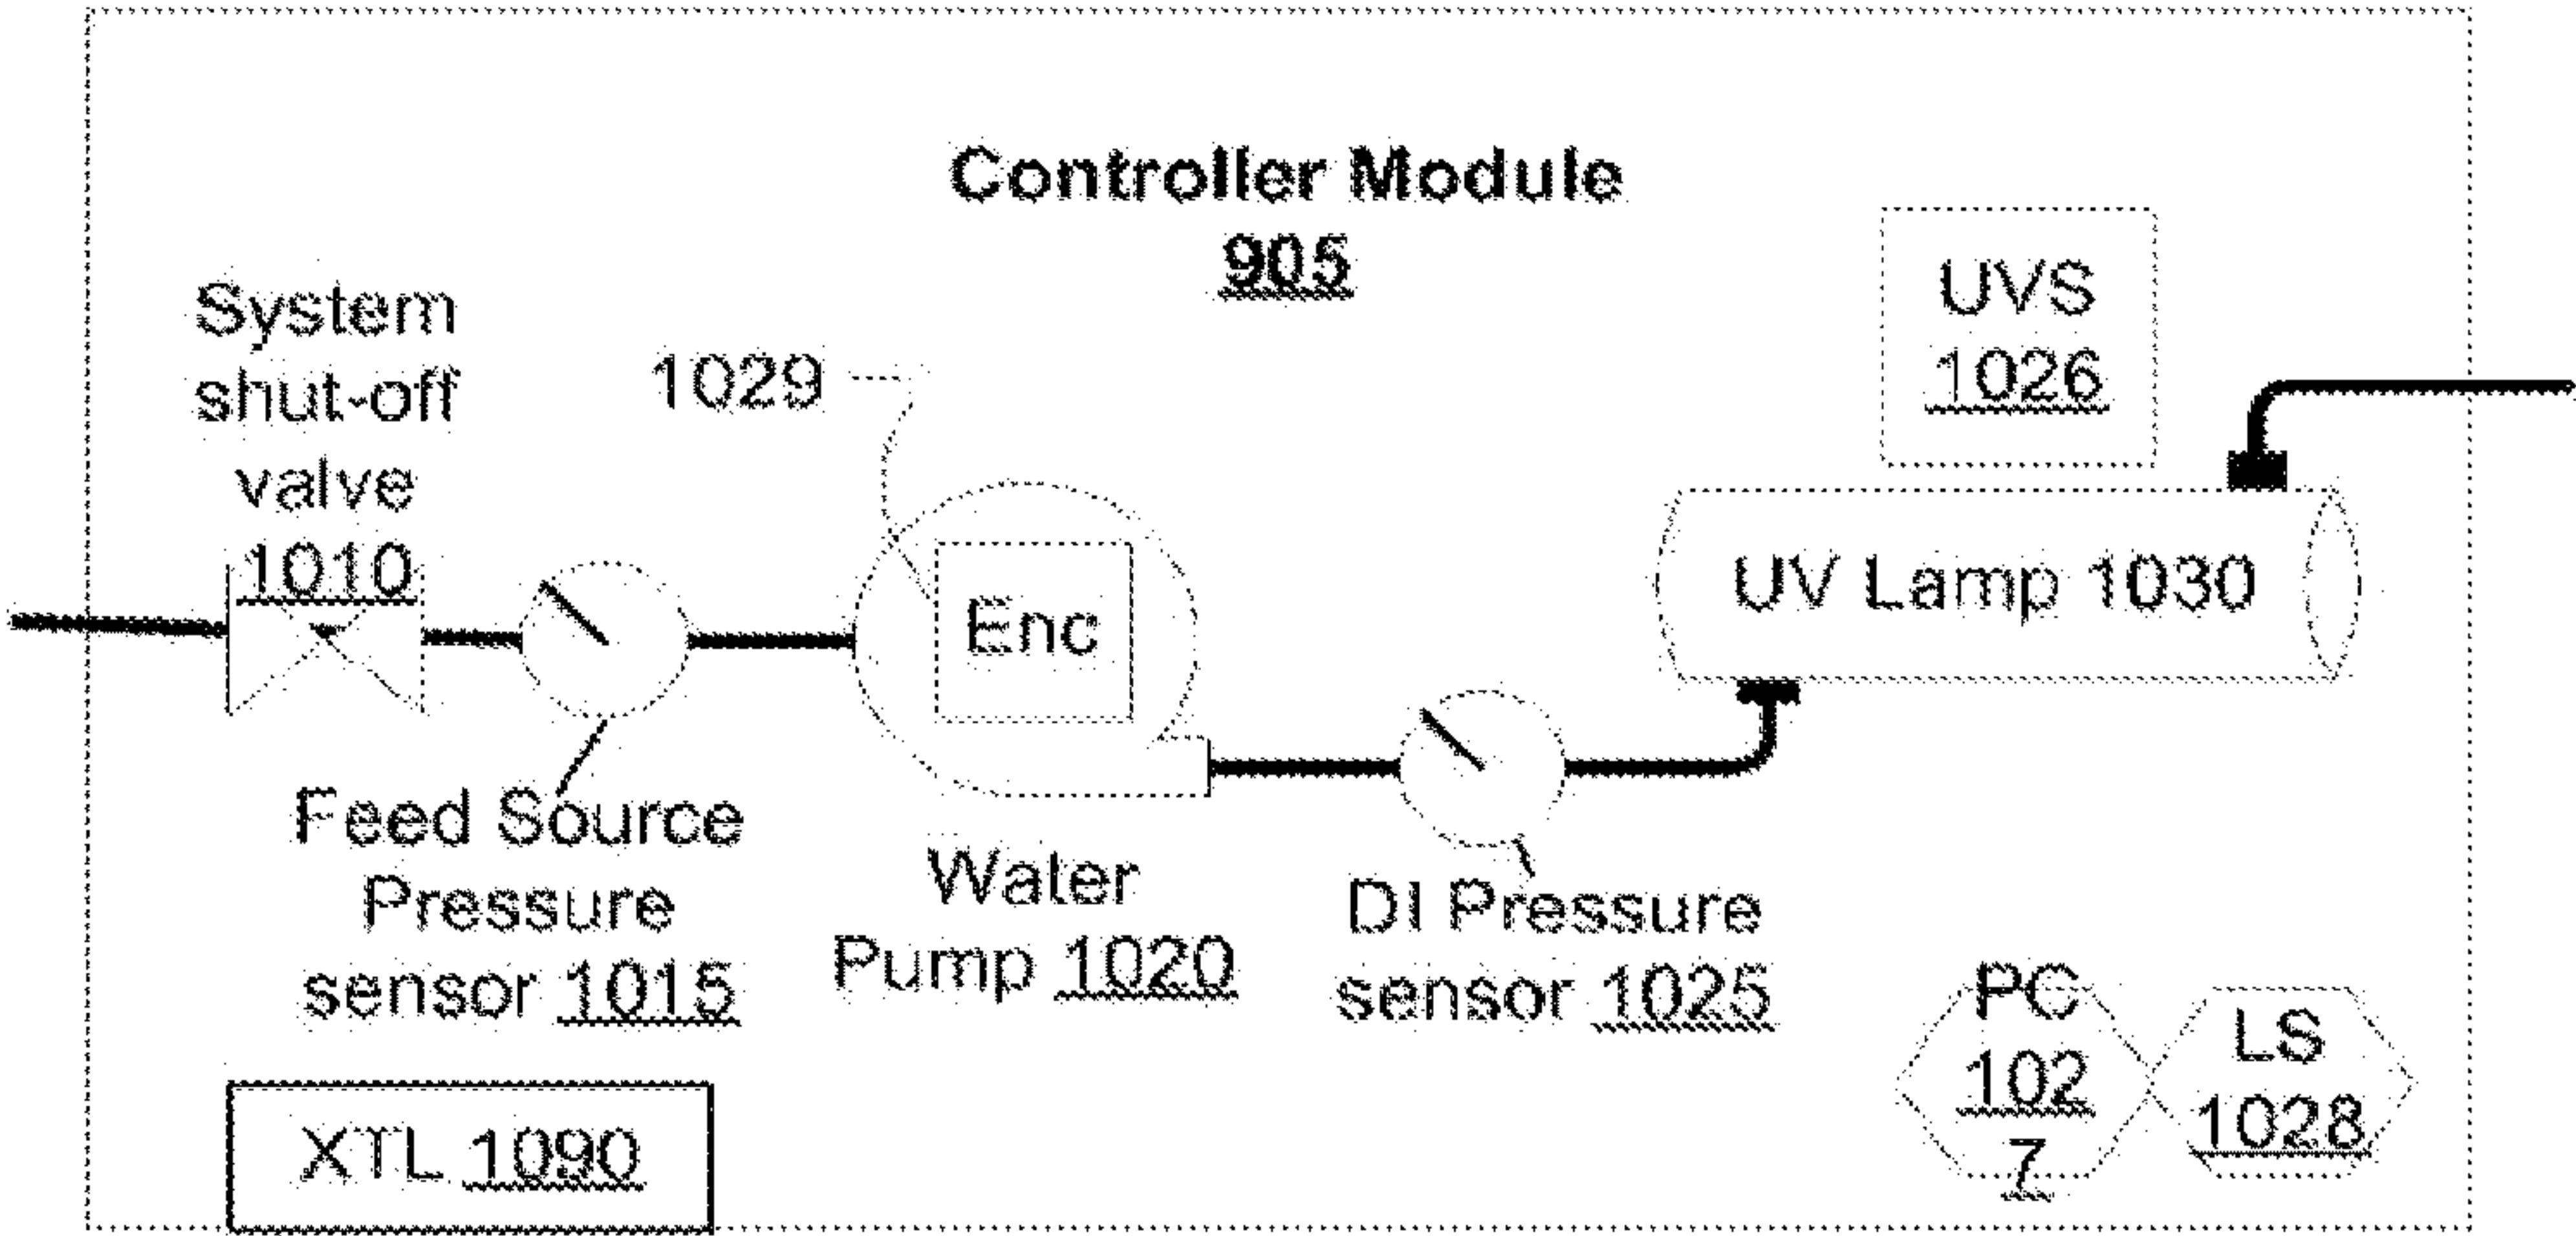 Controller Module
905
System
shut-off
valve
1010
1029
UVS
1026
Enc
UV Lamp 1030
Feed Source
Pressure
sensor 1015
Water
Pump 1020
DI Pressure
sensor 1025
PC
102
7
LS
1028
XTL 1090